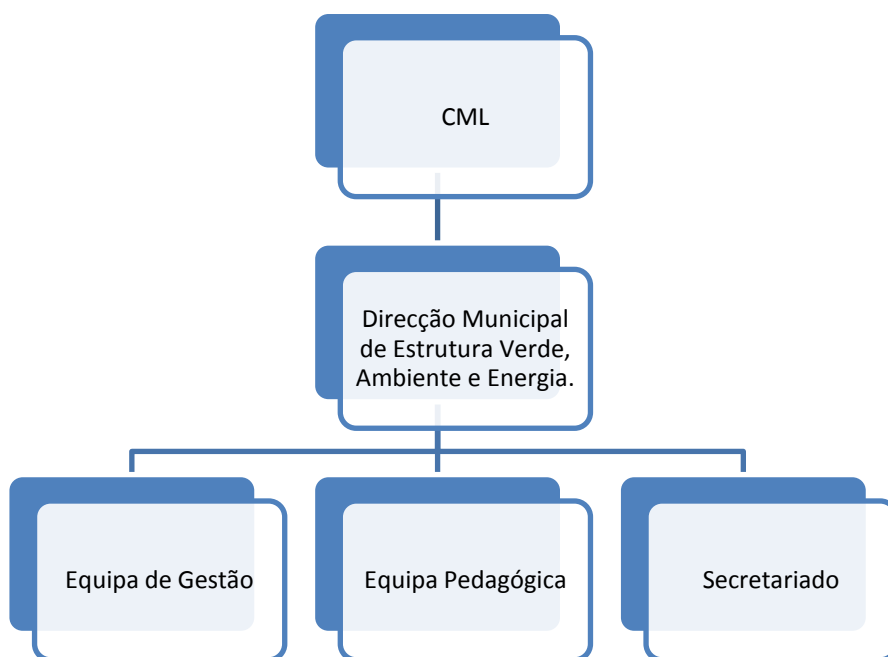 CML
Direcção Municipal
de Estrutura Verde,
Ambiente e Energia.
Equipa de Gestão
Equipa Pedagógica
Secretariado